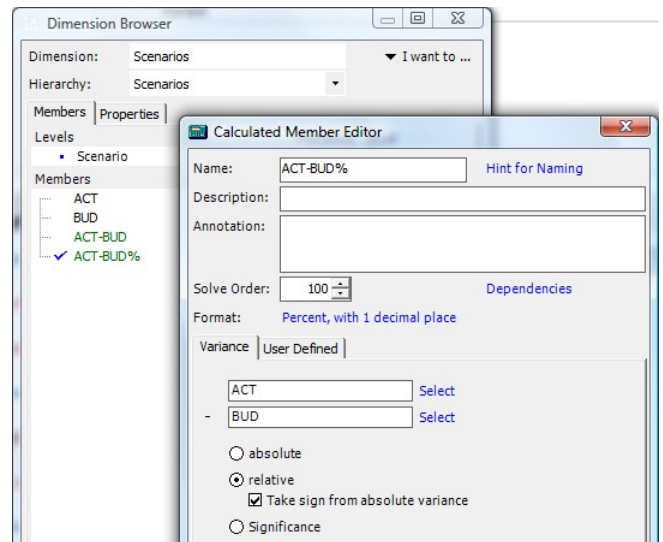 Dimension Browser
Dimension: Scenarios I want to ...
Hierarchy: Scenarios
Members Properties
Levels
Scenario
Members
ACT
BUD
ACT-BUD
ACT-BUD%
Calculated Member Editor
Name: ACT-BUD% Hint for Naming
Description:
Annotation:
Solve Order: 100 Dependencies
Format: Percent, with 1 decimal place
Variance User Defined
ACT Select
- BUD Select
absolute
relative
Take sign from absolute variance
Significance